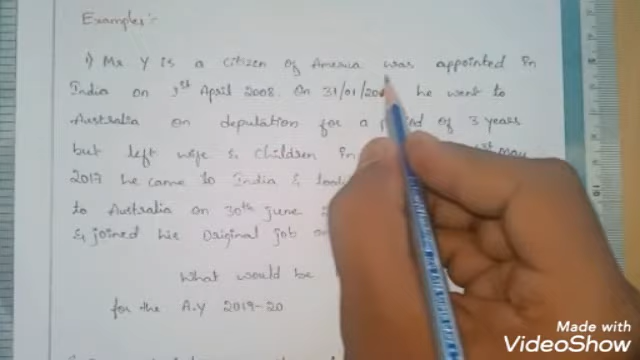 Examples:-
1) Mr Y is a citizen of America was appointed in
India on 1st April 2008. On 31/01/20 he went to
Australia on deputation for a period of 3 years
but left wife & children in May
2017 he came to India &
to Australia on 30th June
& joined his original job on
What would be
for the A.Y 2019-20
Made with
VideoShow